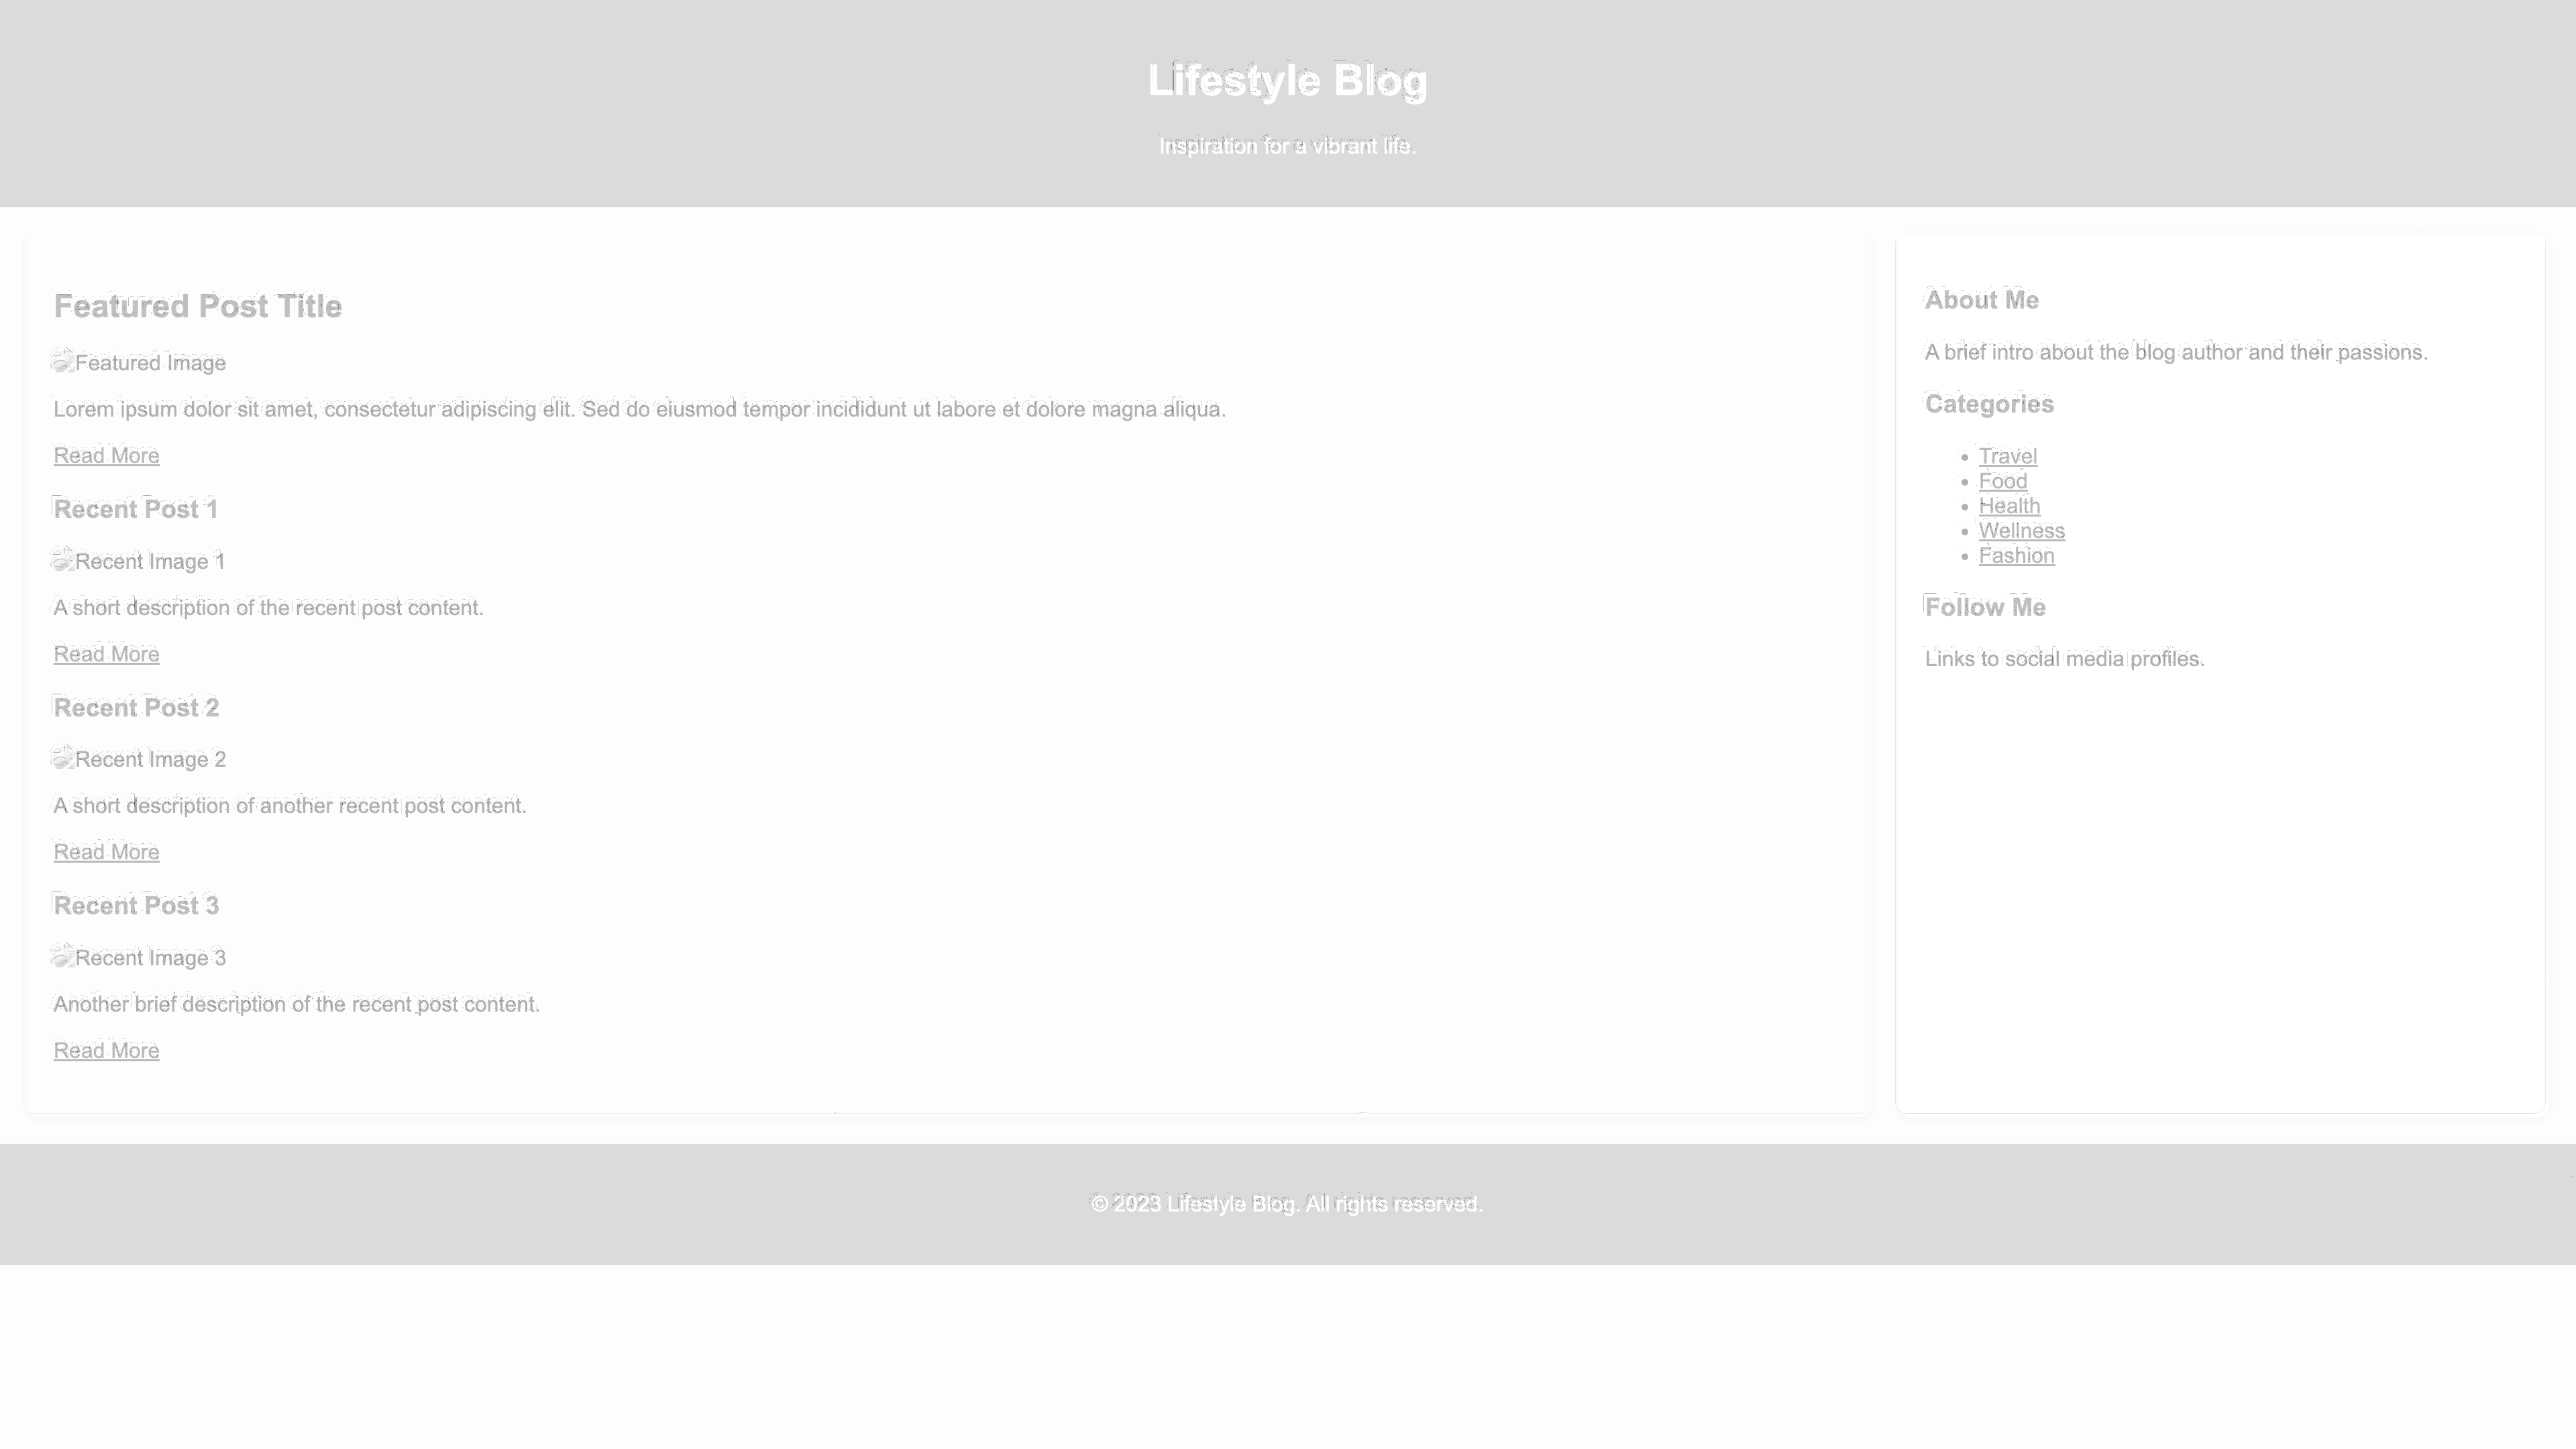 Lifestyle Blog
Inspiration for a vibrant life.
Featured Post Title
Featured Image
Lorem ipsum dolor sit amet, consectetur adipiscing elit. Sed do eiusmod tempor incididunt ut labore et dolore magna aliqua.
Read More
Recent Post 1
Recent Image 1
A short description of the recent post content.
Read More
Recent Post 2
Recent Image 2
A short description of another recent post content.
Read More
Recent Post 3
Recent Image 3
Another brief description of the recent post content.
Read More
About Me
A brief intro about the blog author and their passions.
Categories
• Travel
• Food
• Health
• Wellness
• Fashion
Follow Me
Links to social media profiles.
© 2023 Lifestyle Blog. All rights reserved.